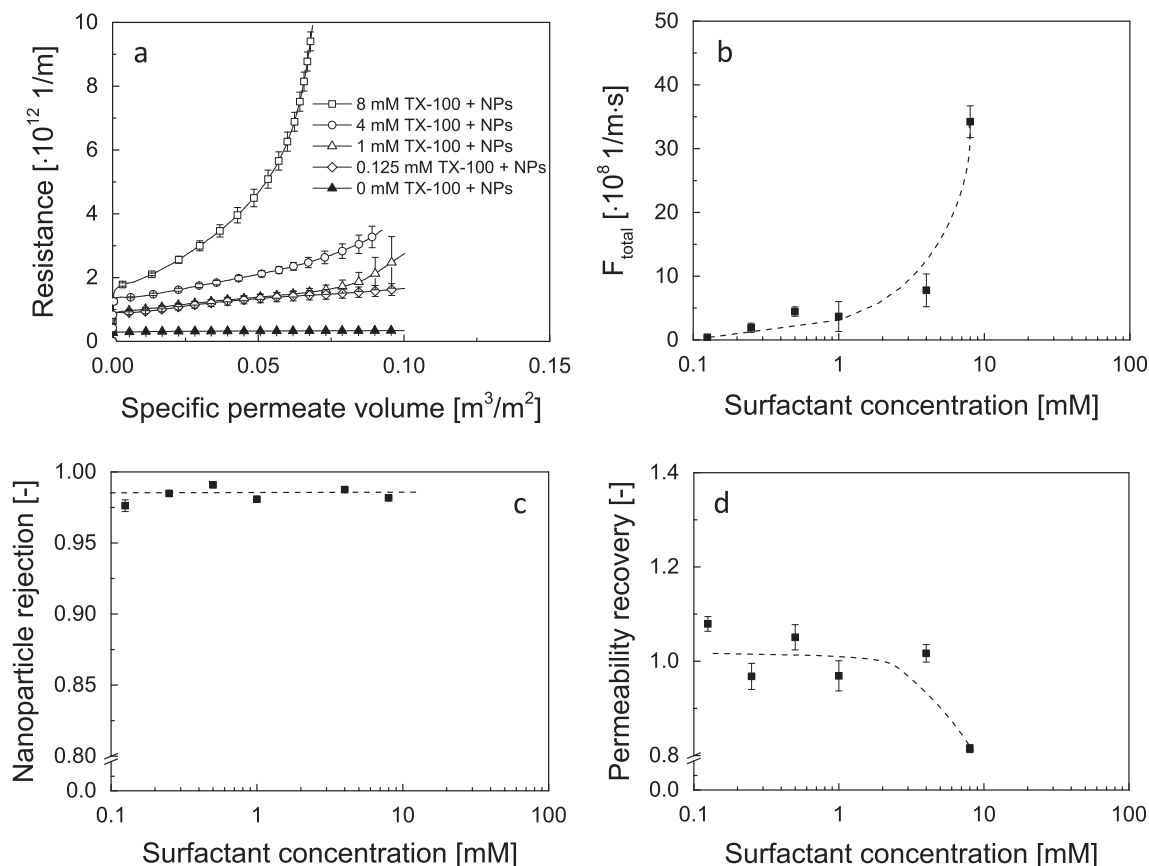 a
Resistance [·10¹² 1/m]
10
8
6
4
2
0
8 mM TX-100 + NPs
4 mM TX-100 + NPs
1 mM TX-100 + NPs
0.125 mM TX-100 + NPs
0 mM TX-100 + NPs
0.00 0.05 0.10 0.15
Specific permeate volume [m³/m²]
b
F_total [·10⁸ 1/m·s]
50
40
30
20
10
0
0.1 1 10 100
Surfactant concentration [mM]
c
Nanoparticle rejection [-]
1.00
0.95
0.90
0.85
0.80
0.0
0.1 1 10 100
Surfactant concentration [mM]
d
Permeability recovery [-]
1.4
1.2
1.0
0.8
0.0
0.1 1 10 100
Surfactant concentration [mM]